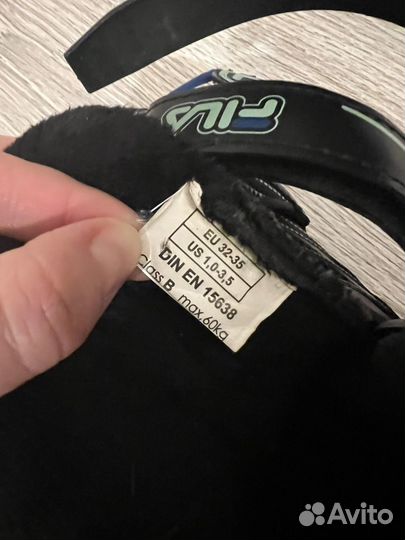 FILA
EU 32-35
US 1,0-3,5
DIN EN 15638
Class B max.60kg
Avito